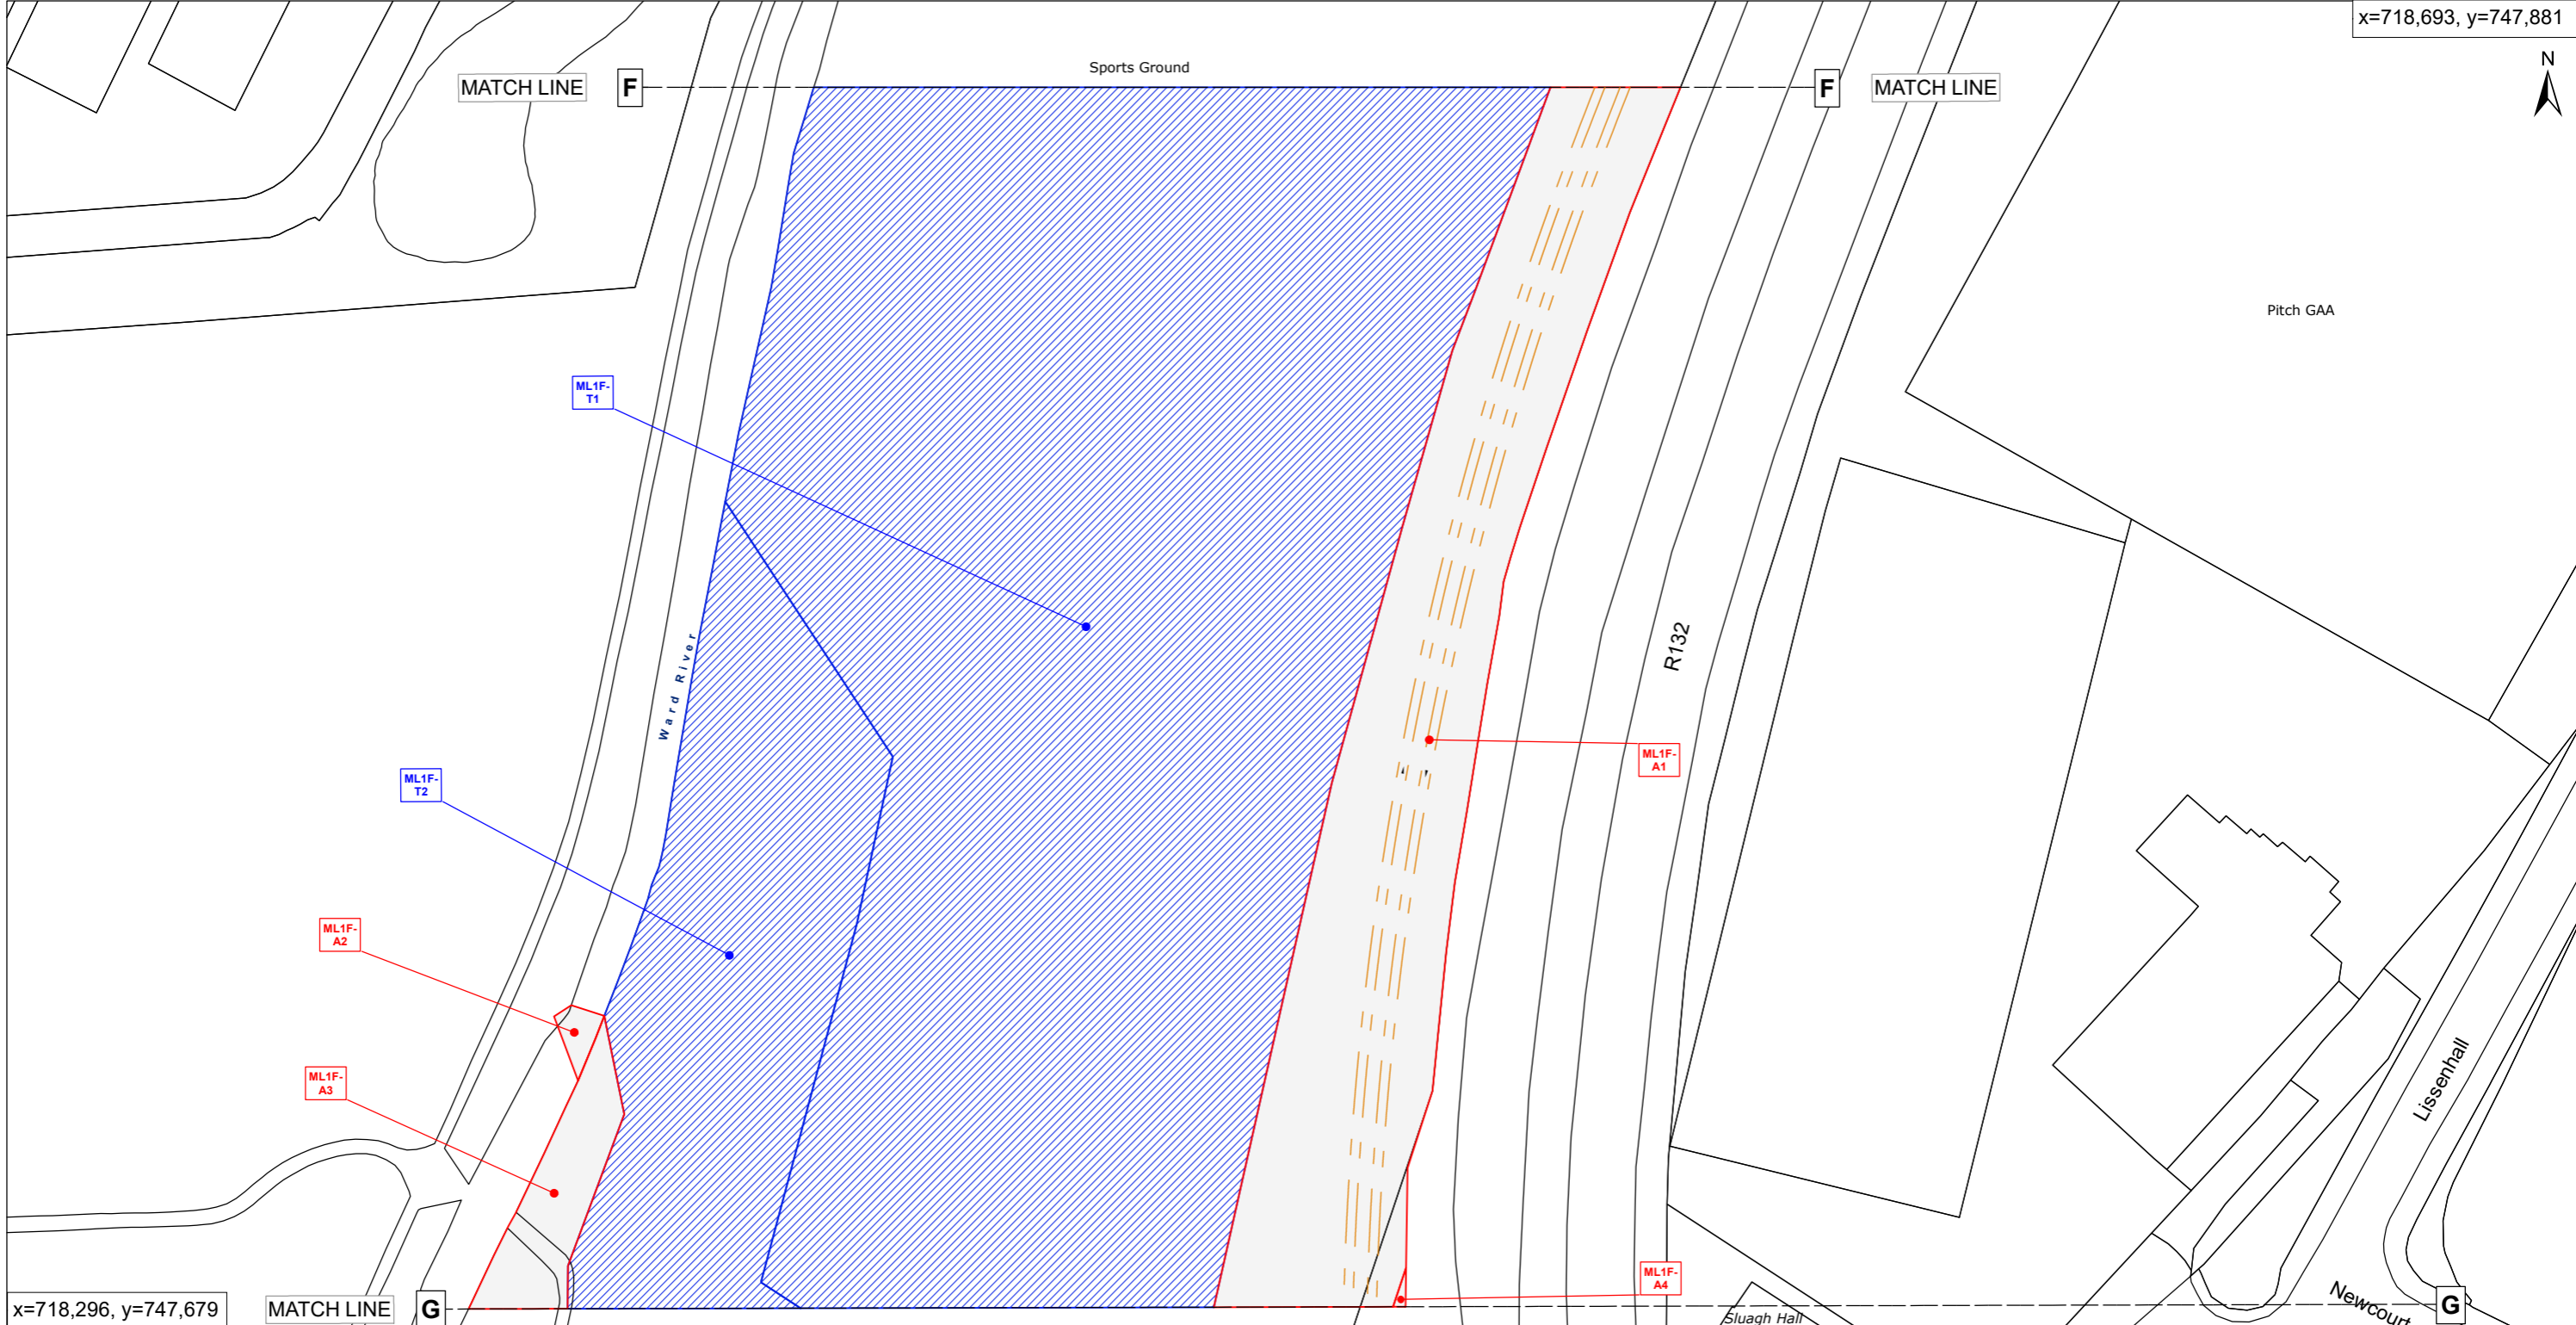 x=718,693, y=747,881
N
Sports Ground
MATCH LINE
F
F
MATCH LINE
Pitch GAA
ML1F-
T1
R132
Ward River
ML1F-
A1
ML1F-
T2
ML1F-
A2
ML1F-
A3
Lissenhall
ML1F-
A4
x=718,296, y=747,679
MATCH LINE
G
Sluagh Hall
Newcourt
G